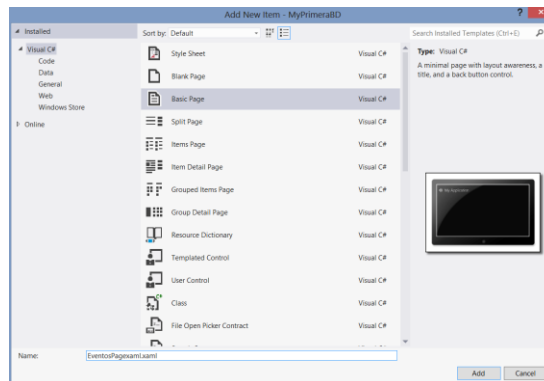 Add New Item - MyPrimeraBD
? ×
Installed
Sort by: Default
Search Installed Templates (Ctrl+E)
Visual C#
Code
Data
General
Web
Windows Store
Online
Style Sheet Visual C#
Blank Page Visual C#
Basic Page Visual C#
Split Page Visual C#
Items Page Visual C#
Item Detail Page Visual C#
Grouped Items Page Visual C#
Group Detail Page Visual C#
Resource Dictionary Visual C#
Templated Control Visual C#
User Control Visual C#
Class Visual C#
File Open Picker Contract Visual C#
Type: Visual C#
A minimal page with layout awareness, a
title, and a back button control.
My Application
Name: EventosPagexaml.xaml
Add Cancel